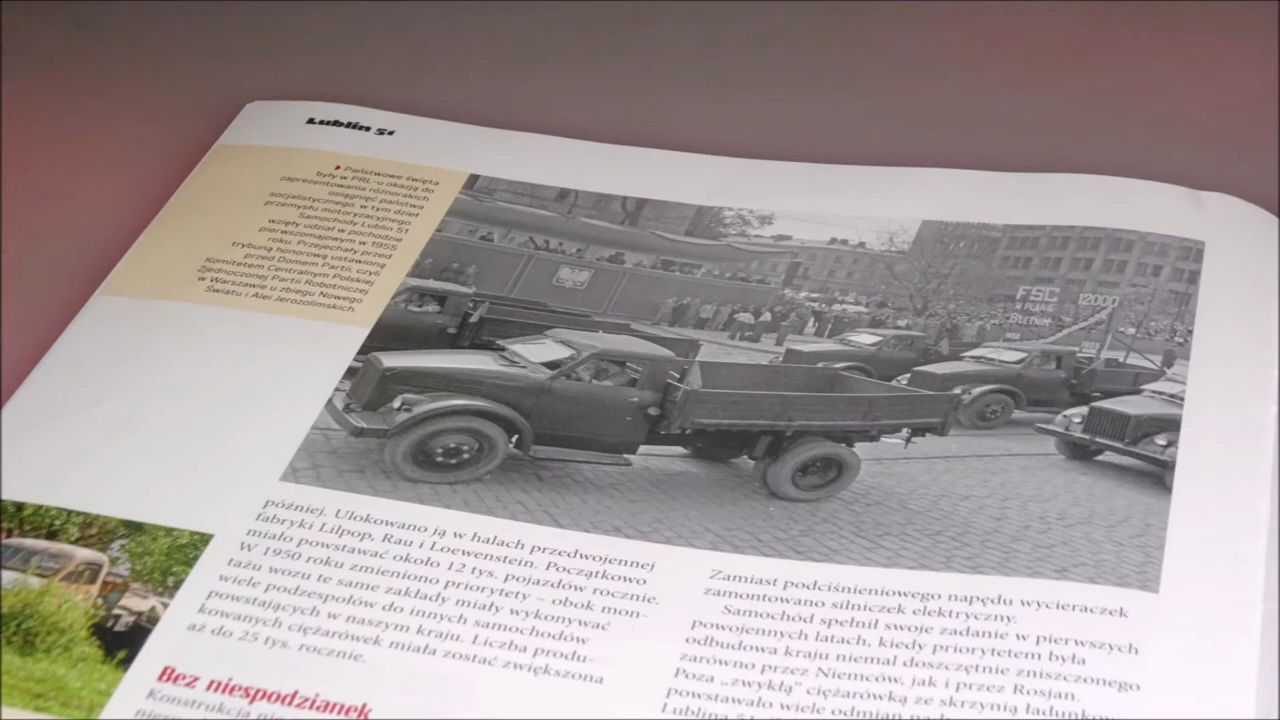 Lublin 51
Państwowe święta
były w PRL-u okazją do
zaprezentowania różnorakich
osiągnięć państwa
socjalistycznego, w tym dzieł
przemysłu motoryzacyjnego.
Samochody Lublin 51
wzięły udział w pochodzie
pierwszomajowym w 1955
roku. Przejechały przed
trybuną honorową ustawioną
przed Domem Partii, czyli
Komitetem Centralnym Polskiej
Zjednoczonej Partii Robotniczej
w Warszawie u zbiegu Nowego
Światu i Alei Jerozolimskich.
FSC 12000
W PLANIE
później. Ulokowano ją w halach przedwojennej
fabryki Lilpop, Rau i Loewenstein. Początkowo
miało powstawać około 12 tys. pojazdów rocznie.
W 1950 roku zmieniono priorytety – obok mon-
tażu wozu te same zakłady miały wykonywać
wiele podzespołów do innych samochodów
powstających w naszym kraju. Liczba produ-
kowanych ciężarówek miała zostać zwiększona
aż do 25 tys. rocznie.
Bez niespodzianek
Konstrukcja
Zamiast podciśnieniowego napędu wycieraczek
zamontowano silniczek elektryczny.
Samochód spełnił swoje zadanie w pierwszych
powojennych latach, kiedy priorytetem była
odbudowa kraju niemal doszczętnie zniszczonego
zarówno przez Niemców, jak i przez Rosjan.
Poza „zwykłą” ciężarówką ze skrzynią ładunkow
powstawało wiele odmian
Lublina 51